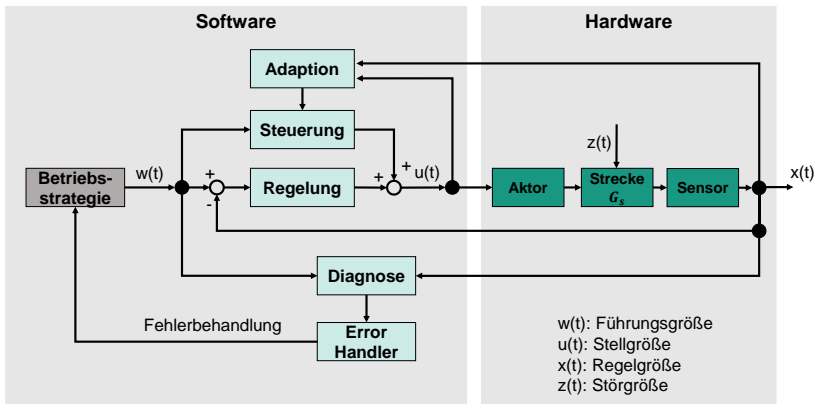 Software
Hardware
Adaption
Steuerung
z(t)
Betriebs-
strategie
w(t)
+
-
Regelung
+
+
u(t)
Aktor
Strecke
G_s
Sensor
x(t)
Diagnose
Fehlerbehandlung
Error
Handler
w(t): Führungsgröße
u(t): Stellgröße
x(t): Regelgröße
z(t): Störgröße